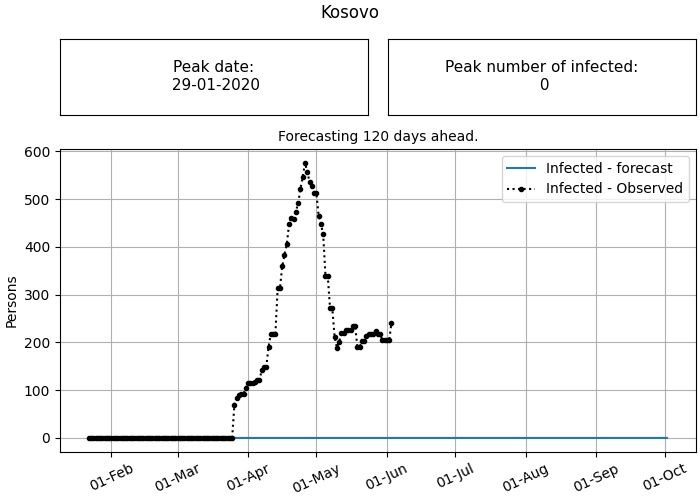 Kosovo
Peak date:
29-01-2020
Peak number of infected:
0
Forecasting 120 days ahead.
Infected - forecast
Infected - Observed
Persons
600
500
400
300
200
100
0
01-Feb
01-Mar
01-Apr
01-May
01-Jun
01-Jul
01-Aug
01-Sep
01-Oct